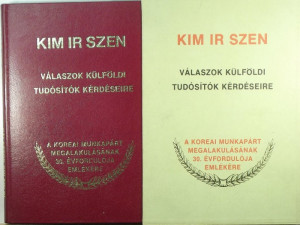 KIM IR SZEN
VÁLASZOK KÜLFÖLDI
TUDÓSÍTÓK KÉRDÉSEIRE
A KOREAI MUNKAPÁRT
MEGALAKULÁSÁNAK
30. ÉVFORDULÓJA
EMLÉKÉRE
KIM IR SZEN
VÁLASZOK KÜLFÖLDI
TUDÓSÍTÓK KÉRDÉSEIRE
A KOREAI MUNKAPÁRT
MEGALAKULÁSÁNAK
30. ÉVFORDULÓJA
EMLÉKÉRE